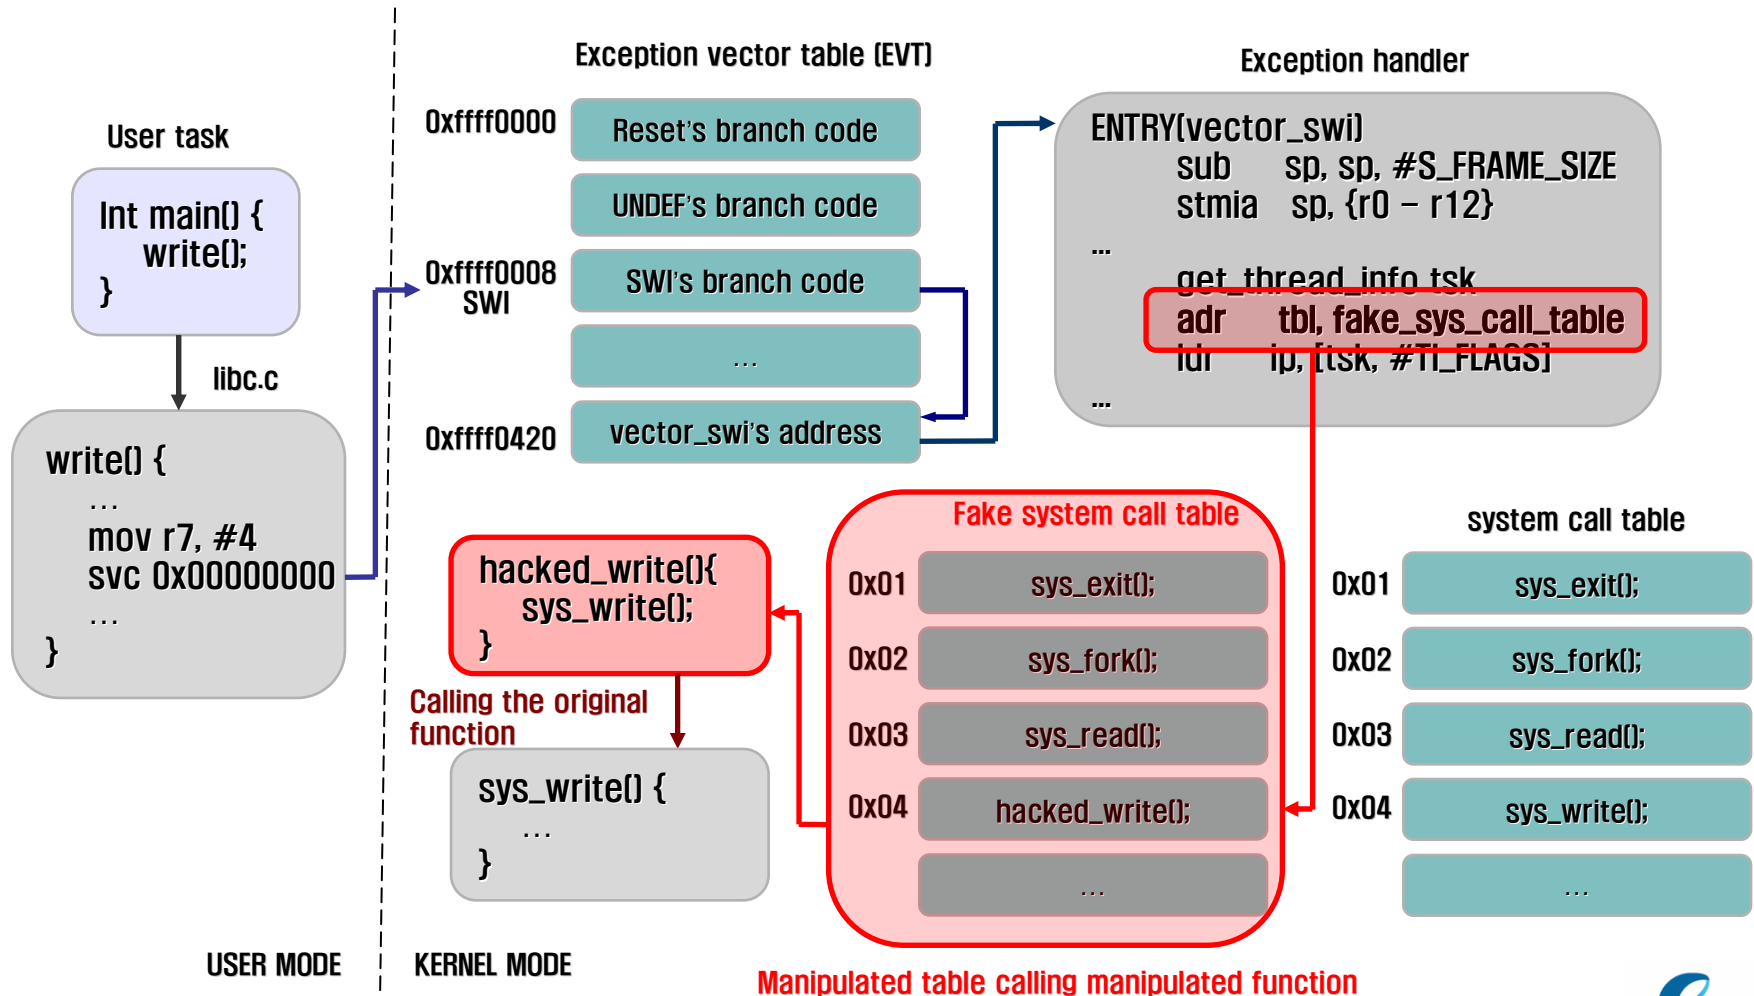 Exception vector table (EVT)
Exception handler
User task
Int main() {
write();
}
libc.c
write() {
...
mov r7, #4
svc 0x00000000
...
}
0xffff0000
Reset's branch code
UNDEF's branch code
0xffff0008
SWI
SWI's branch code
...
0xffff0420
vector_swi's address
ENTRY(vector_swi)
sub sp, sp, #S_FRAME_SIZE
stmia sp, {r0 – r12}
...
get_thread_info tsk
adr tbl, fake_sys_call_table
ldr ip, [tsk, #TI_FLAGS]
...
hacked_write(){
sys_write();
}
Calling the original
function
sys_write() {
...
}
Fake system call table
0x01 sys_exit();
0x02 sys_fork();
0x03 sys_read();
0x04 hacked_write();
...
system call table
0x01 sys_exit();
0x02 sys_fork();
0x03 sys_read();
0x04 sys_write();
...
USER MODE
KERNEL MODE
Manipulated table calling manipulated function